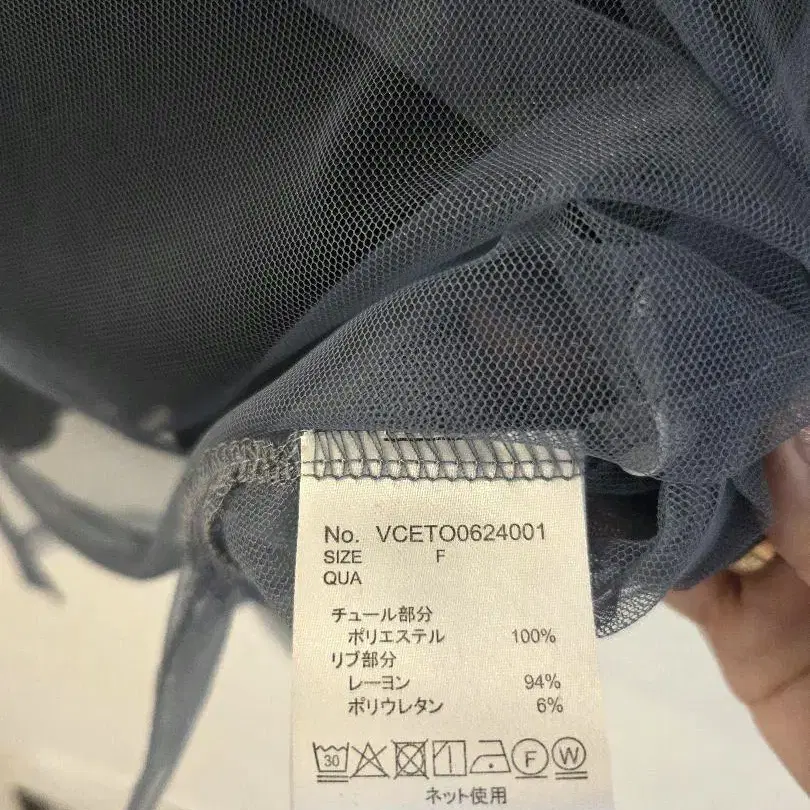 No. VCETO0624001
SIZE F
QUA
チュール部分
ポリエステル 100%
リブ部分
レーヨン 94%
ポリウレタン 6%
30 F W
ネット使用